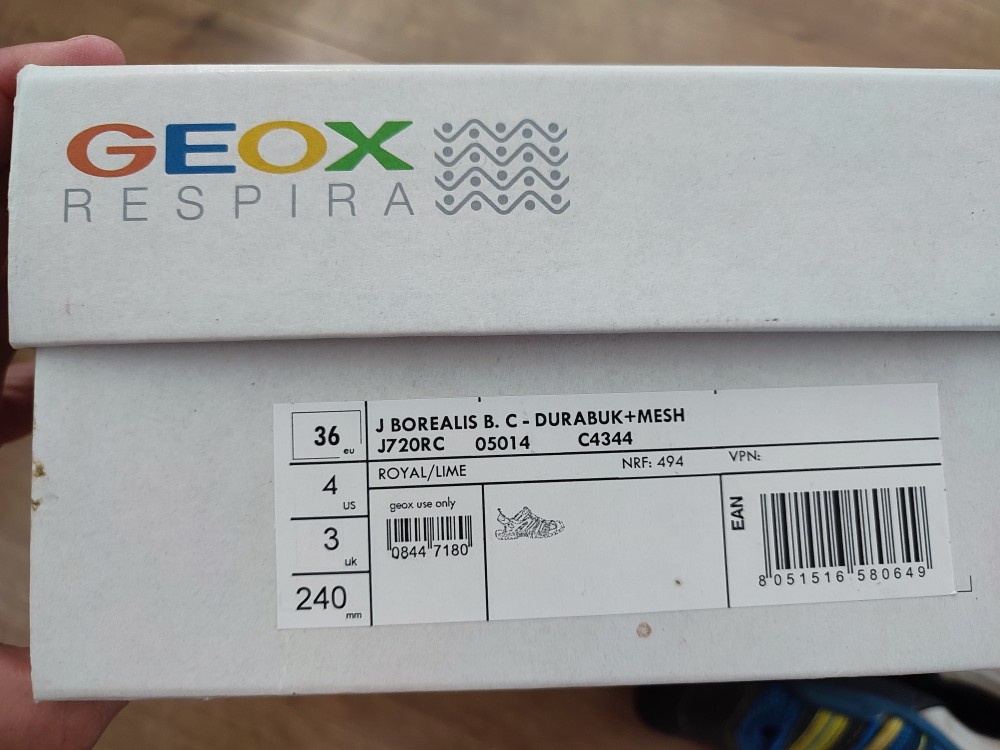 GEOX
RESPIRA
36 eu
J BOREALIS B. C - DURABUK+MESH
J720RC 05014 C4344
4 US
ROYAL/LIME NRF: 494 VPN:
geox use only
0844 7180
3 uk
EAN
8 051516 580649
240 mm